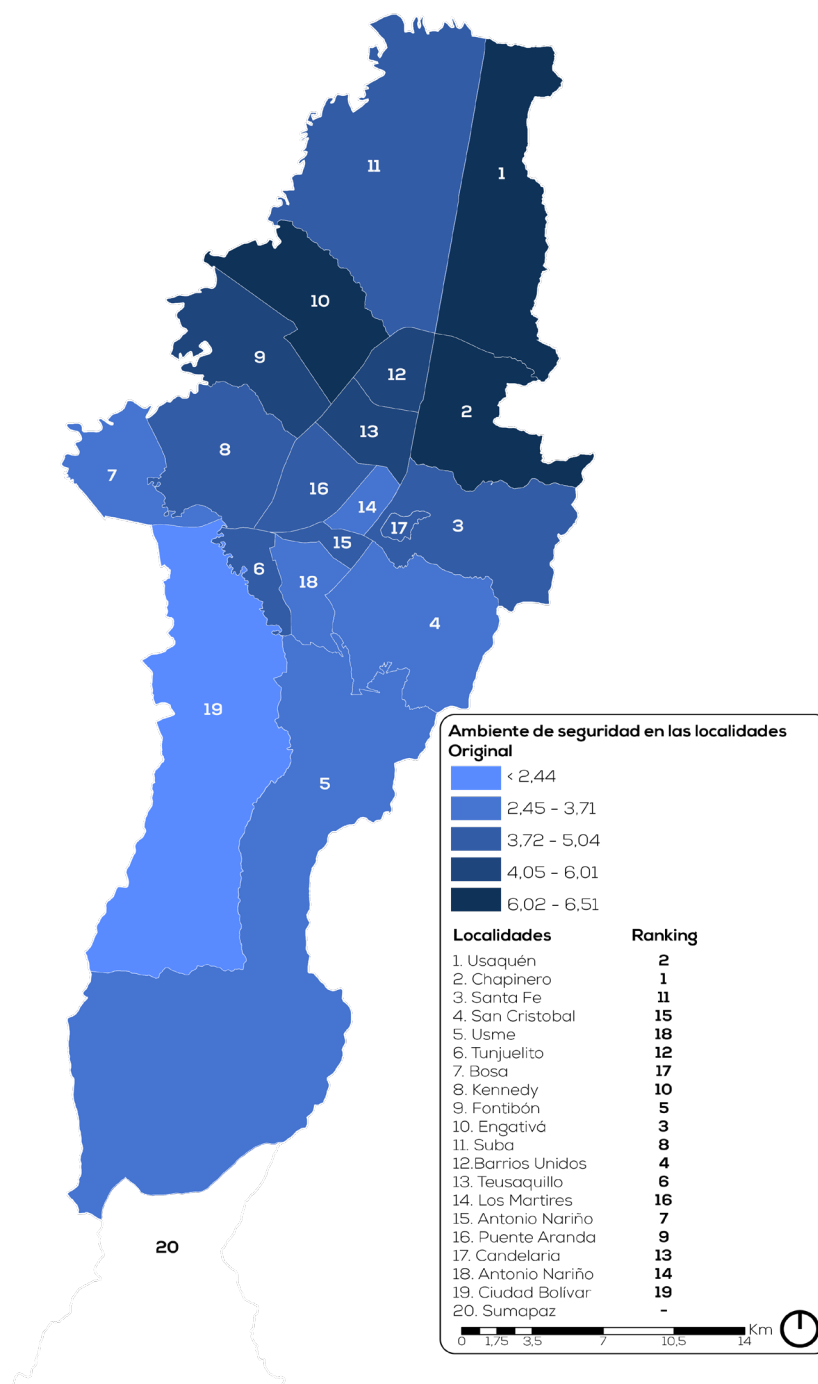 11
1
10
9
12
2
13
8
7
16
14
3
17
15
6
18
4
19
5
20
Ambiente de seguridad en las localidades
Original
< 2,44
2,45 - 3,71
3,72 - 5,04
4,05 - 6,01
6,02 - 6,51
Localidades Ranking
1. Usaquén 2
2. Chapinero 1
3. Santa Fe 11
4. San Cristobal 15
5. Usme 18
6. Tunjuelito 12
7. Bosa 17
8. Kennedy 10
9. Fontibón 5
10. Engativá 3
11. Suba 8
12.Barrios Unidos 4
13. Teusaquillo 6
14. Los Martires 16
15. Antonio Nariño 7
16. Puente Aranda 9
17. Candelaria 13
18. Antonio Nariño 14
19. Ciudad Bolívar 19
20. Sumapaz -
Km
0 1,75 3,5 7 10,5 14